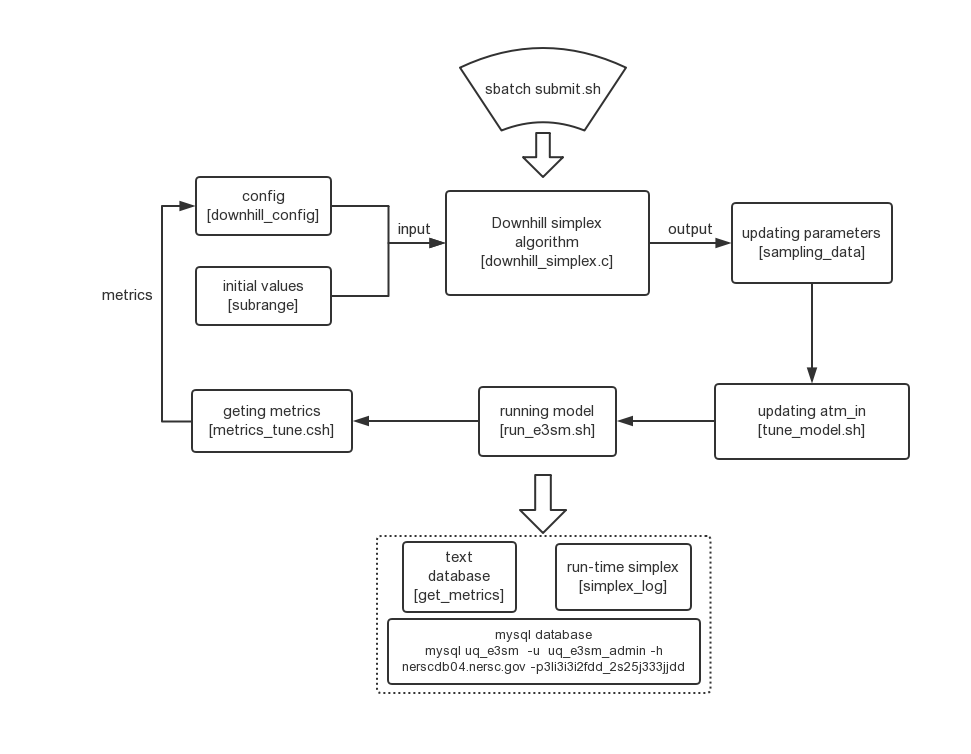 sbatch submit.sh
config
[downhill_config]
input
Downhill simplex
algorithm
[downhill_simplex.c]
output
updating parameters
[sampling_data]
initial values
[subrange]
metrics
geting metrics
[metrics_tune.csh]
running model
[run_e3sm.sh]
updating atm_in
[tune_model.sh]
text
database
[get_metrics]
run-time simplex
[simplex_log]
mysql database
mysql uq_e3sm -u uq_e3sm_admin -h
nerscdb04.nersc.gov -p3li3i3i2fdd_2s25j333jjdd